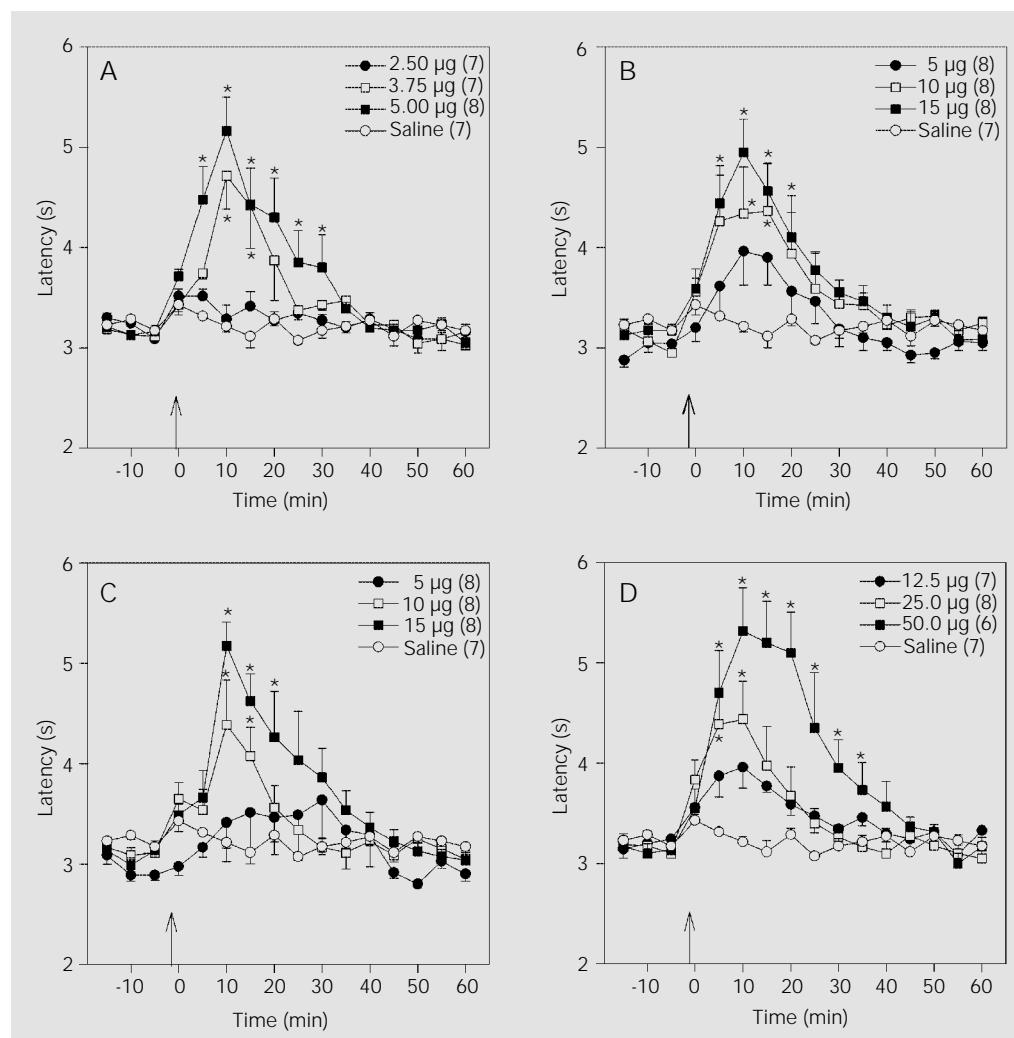 A
2.50 µg (7)
3.75 µg (7)
5.00 µg (8)
Saline (7)
* * * * * * * *
Latency (s)
6
5
4
3
2
-10 0 10 20 30 40 50 60
Time (min)
B
5 µg (8)
10 µg (8)
15 µg (8)
Saline (7)
* * * * * *
Latency (s)
6
5
4
3
2
-10 0 10 20 30 40 50 60
Time (min)
C
5 µg (8)
10 µg (8)
15 µg (8)
Saline (7)
* * * * *
Latency (s)
6
5
4
3
2
-10 0 10 20 30 40 50 60
Time (min)
D
12.5 µg (7)
25.0 µg (8)
50.0 µg (6)
Saline (7)
* * * * * * * * *
Latency (s)
6
5
4
3
2
-10 0 10 20 30 40 50 60
Time (min)